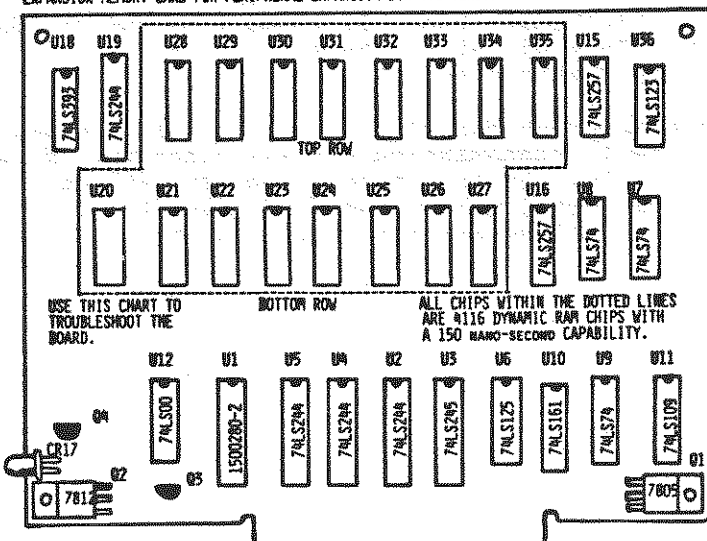 U18 U19 U28 U29 U30 U31 U32 U33 U34 U35 U15 U36
74LS393 74LS244 74LS257 74LS123
TOP ROW
U20 U21 U22 U23 U24 U25 U26 U27 U16 U8 U7
74LS257 74LS74 74LS74
USE THIS CHART TO
TROUBLESHOOT THE
BOARD.
BOTTOM ROW
ALL CHIPS WITHIN THE DOTTED LINES
ARE 4116 DYNAMIC RAM CHIPS WITH
A 150 NANO-SECOND CAPABILITY.
U12 U1 U5 U4 U2 U3 U6 U10 U9 U11
74LS00 1500280-2 74LS244 74LS244 74LS244 74LS245 74LS125 74LS161 74LS74 74LS109
Q4
CR17
Q2
7812
Q3
Q1
7805